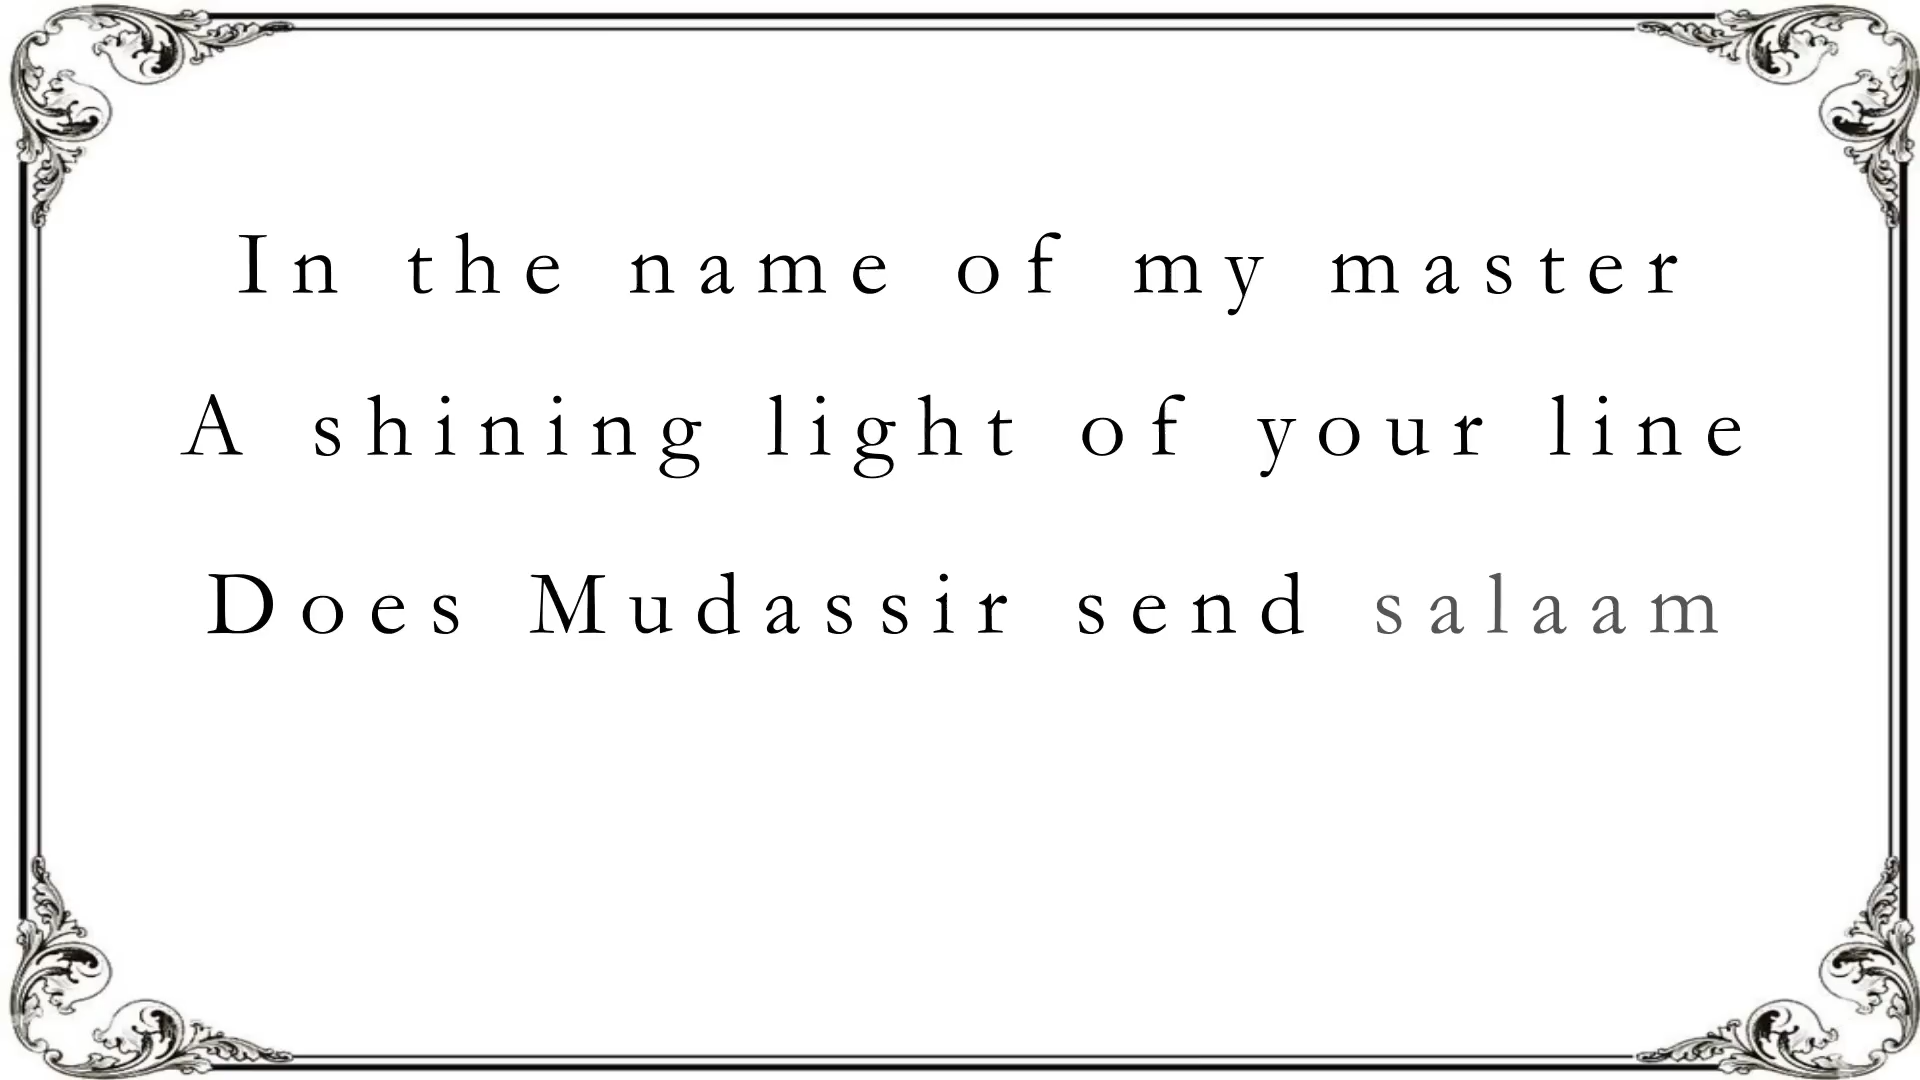 In the name of my master
A shining light of your line
Does Mudassir send salaam